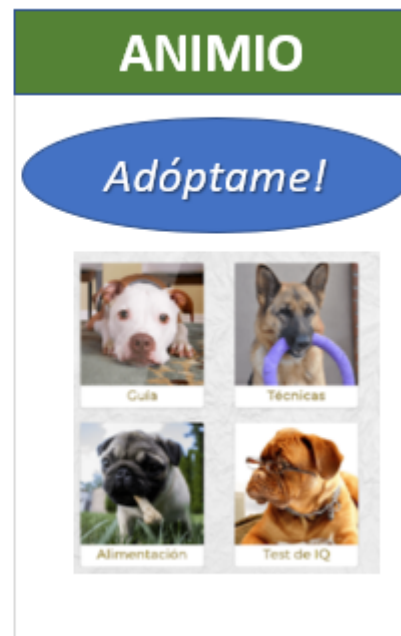 ANIMIO
Adóptame!
Guía
Técnicas
Alimentación
Test de IQ